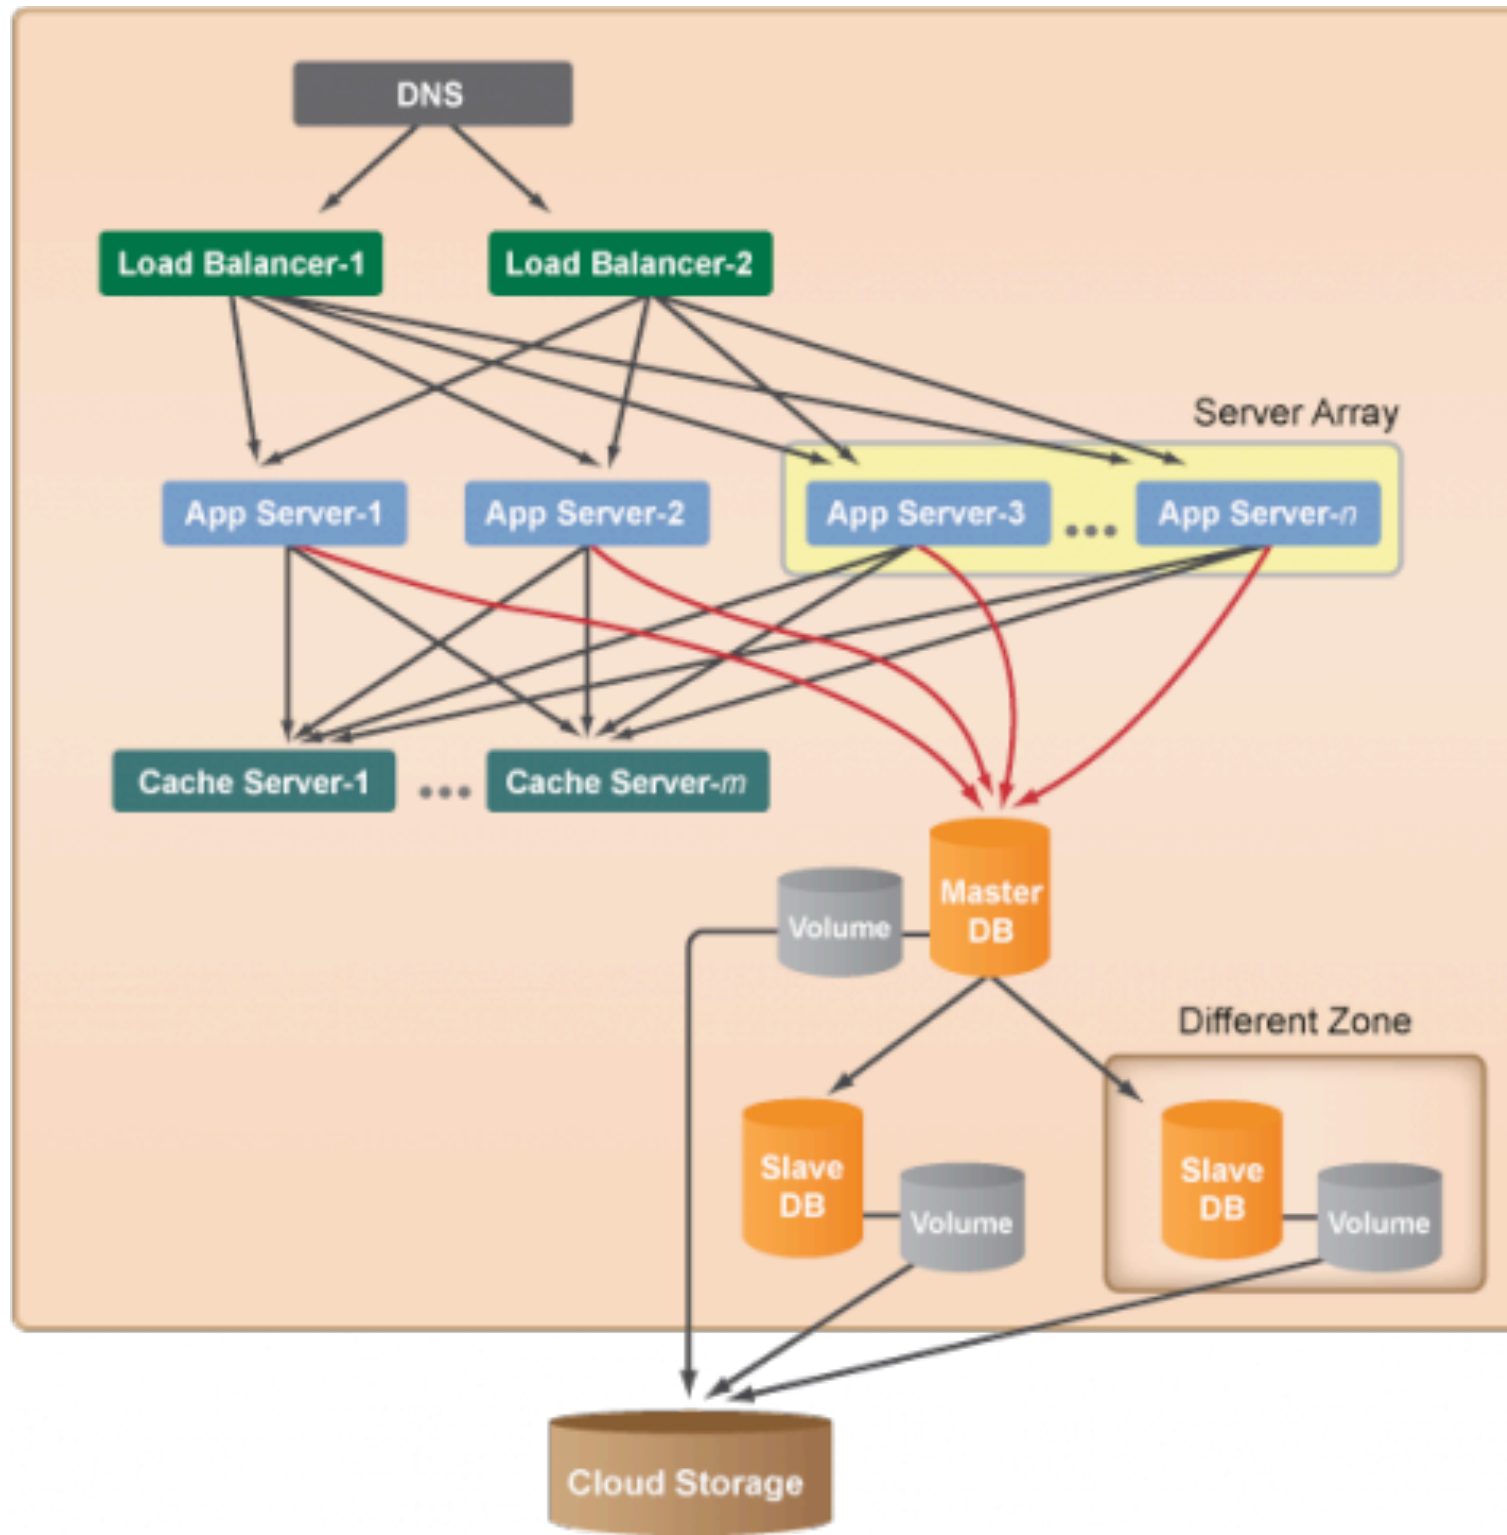 DNS
Load Balancer-1
Load Balancer-2
Server Array
App Server-1
App Server-2
App Server-3
App Server-n
Cache Server-1
Cache Server-m
Master
DB
Volume
Different Zone
Slave
DB
Volume
Slave
DB
Volume
Cloud Storage